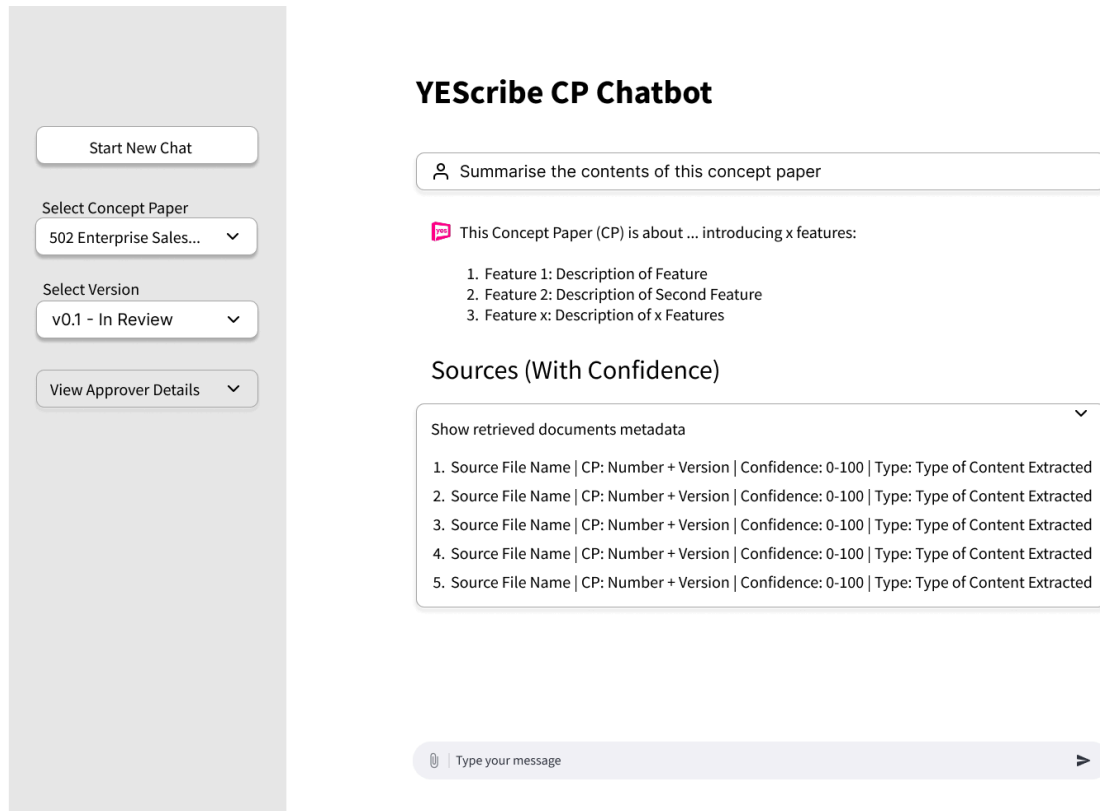 Start New Chat
Select Concept Paper
502 Enterprise Sales...
Select Version
v0.1 - In Review
View Approver Details
YEScribe CP Chatbot
Summarise the contents of this concept paper
yes
This Concept Paper (CP) is about ... introducing x features:
1. Feature 1: Description of Feature
2. Feature 2: Description of Second Feature
3. Feature x: Description of x Features
Sources (With Confidence)
Show retrieved documents metadata
1. Source File Name | CP: Number + Version | Confidence: 0-100 | Type: Type of Content Extracted
2. Source File Name | CP: Number + Version | Confidence: 0-100 | Type: Type of Content Extracted
3. Source File Name | CP: Number + Version | Confidence: 0-100 | Type: Type of Content Extracted
4. Source File Name | CP: Number + Version | Confidence: 0-100 | Type: Type of Content Extracted
5. Source File Name | CP: Number + Version | Confidence: 0-100 | Type: Type of Content Extracted
Type your message